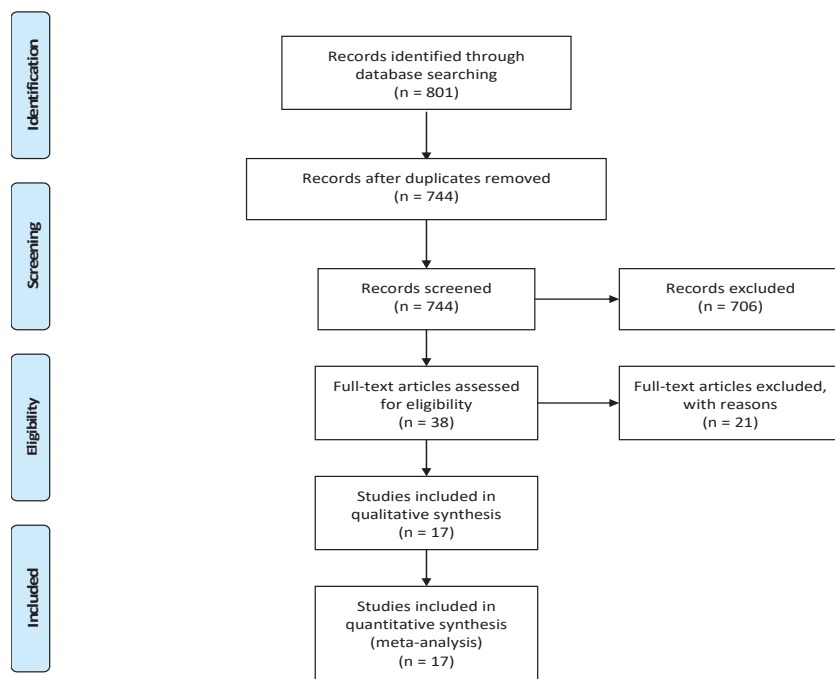 Identification
Records identified through
database searching
(n = 801)
Records after duplicates removed
(n = 744)
Screening
Records screened
(n = 744)
Records excluded
(n = 706)
Eligibility
Full-text articles assessed
for eligibility
(n = 38)
Full-text articles excluded,
with reasons
(n = 21)
Studies included in
qualitative synthesis
(n = 17)
Included
Studies included in
quantitative synthesis
(meta-analysis)
(n = 17)